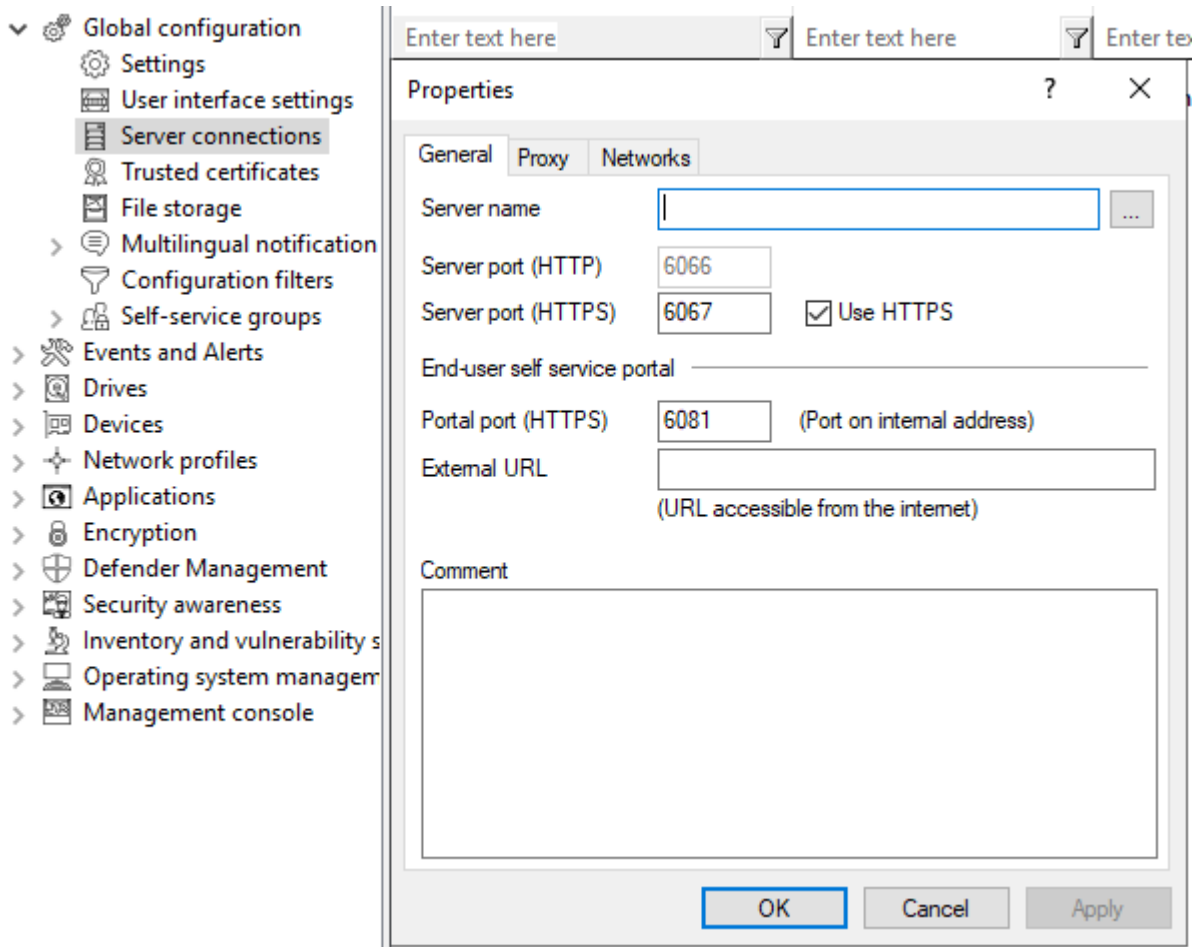 Global configuration
Settings
User interface settings
Server connections
Trusted certificates
File storage
Multilingual notification
Configuration filters
Self-service groups
Events and Alerts
Drives
Devices
Network profiles
Applications
Encryption
Defender Management
Security awareness
Inventory and vulnerability s
Operating system managem
Management console
Enter text here Enter text here Enter tex
Properties ?
General Proxy Networks
Server name ...
Server port (HTTP) 6066
Server port (HTTPS) 6067 Use HTTPS
End-user self service portal
Portal port (HTTPS) 6081 (Port on internal address)
External URL
(URL accessible from the internet)
Comment
OK Cancel Apply